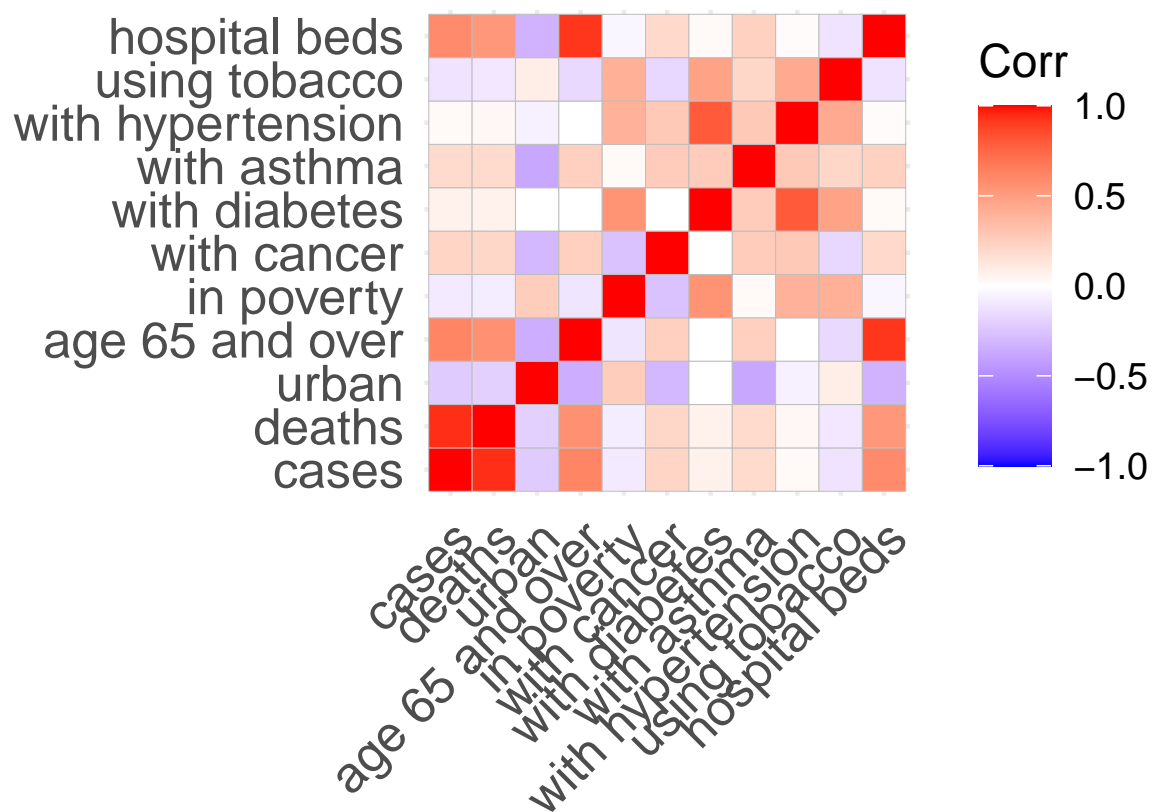 hospital beds
using tobacco
with hypertension
with asthma
with diabetes
with cancer
in poverty
age 65 and over
urban
deaths
cases
cases
deaths
urban
age 65 and over
in poverty
with cancer
with diabetes
with asthma
with hypertension
using tobacco
hospital beds
Corr
1.0
0.5
0.0
−0.5
−1.0